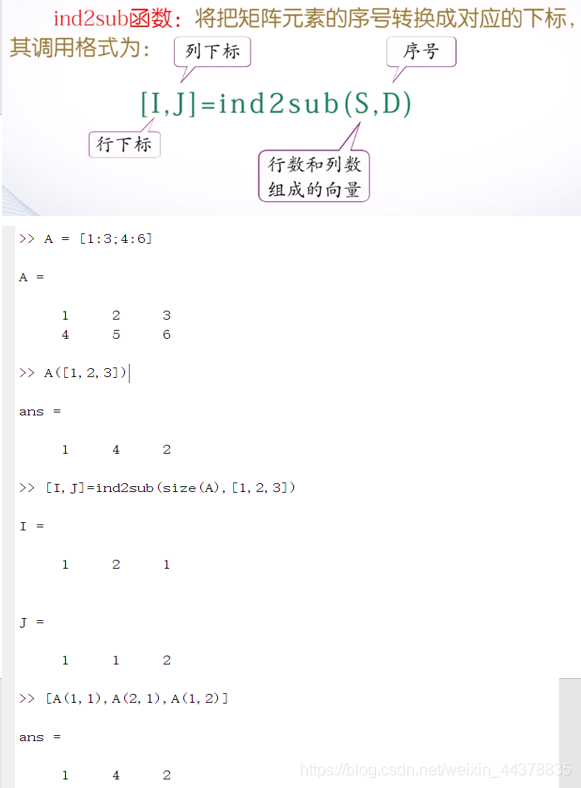 ind2sub函数：将把矩阵元素的序号转换成对应的下标，
其调用格式为：
列下标
序号
[I,J]=ind2sub(S,D)
行下标
行数和列数
组成的向量
>> A = [1:3;4:6]
A =
1 2 3
4 5 6
>> A([1,2,3])
ans =
1 4 2
>> [I,J]=ind2sub(size(A),[1,2,3])
I =
1 2 1
J =
1 1 2
>> [A(1,1),A(2,1),A(1,2)]
ans =
1 4 2
https://blog.csdn.net/weixin_44378835